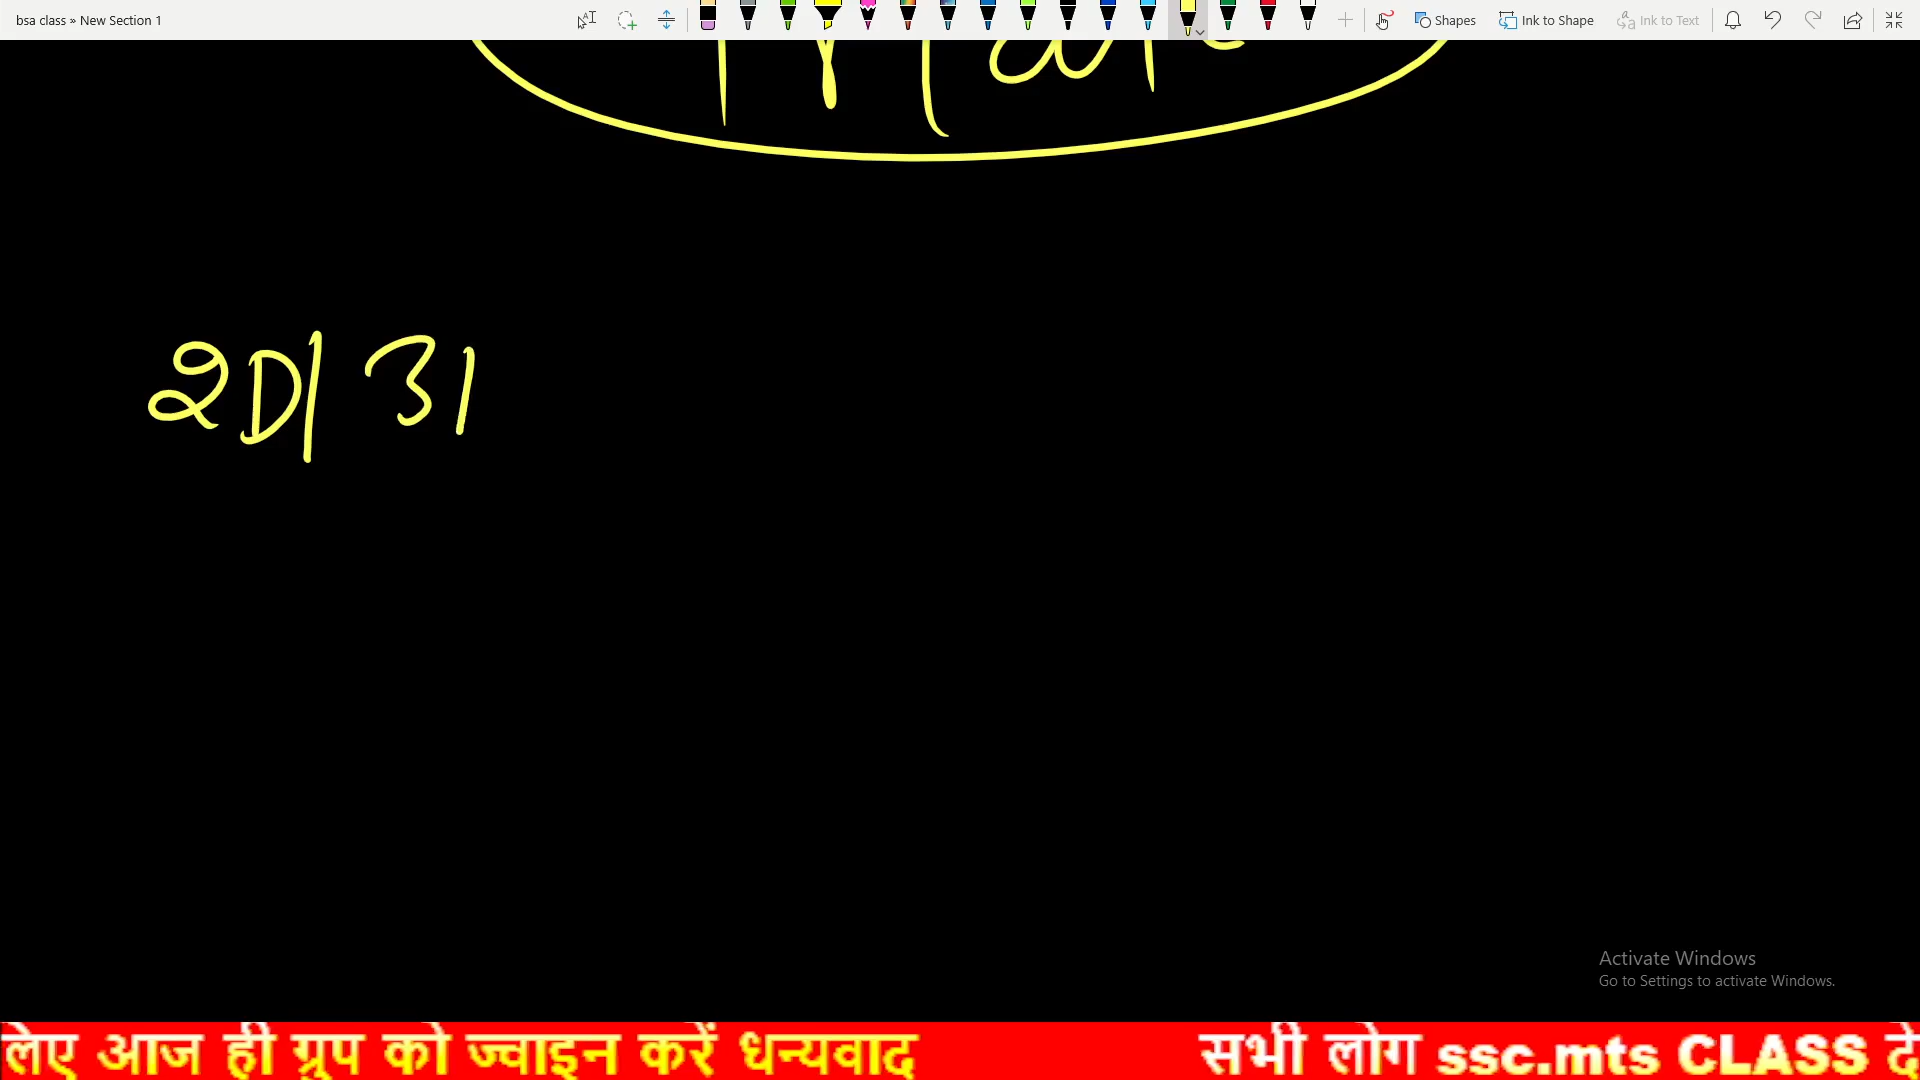 bsa class » New Section 1
Shapes
Ink to Shape
Ink to Text
2D/ 31
Activate Windows
Go to Settings to activate Windows.
लिए आज ही ग्रुप को ज्वाइन करें धन्यवाद सभी लोग ssc.mts CLASS दे